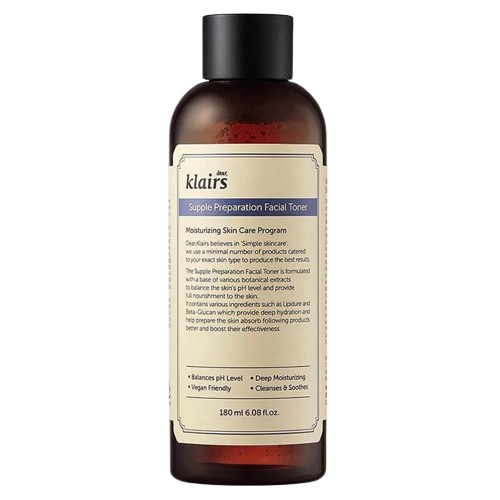 dear,
klairs
Supple Preparation Facial Toner
Moisturizing Skin Care Program
Dear,Klairs believes in 'Simple skincare';
we use a minimal number of products catered
to your exact skin type to produce the best results.
The Supple Preparation Facial Toner is formulated
with a base of various botanical extracts
to balance the skin's pH level and provide
full nourishment to the skin.
It contains various ingredients such as Lipidure and
Beta-Glucan which provide deep hydration and
help prepare the skin absorb following products
better and boost their effectiveness.
• Balances pH Level • Deep Moisturizing
• Vegan Friendly • Cleanses & Soothes
180 ml 6.08 fl.oz.